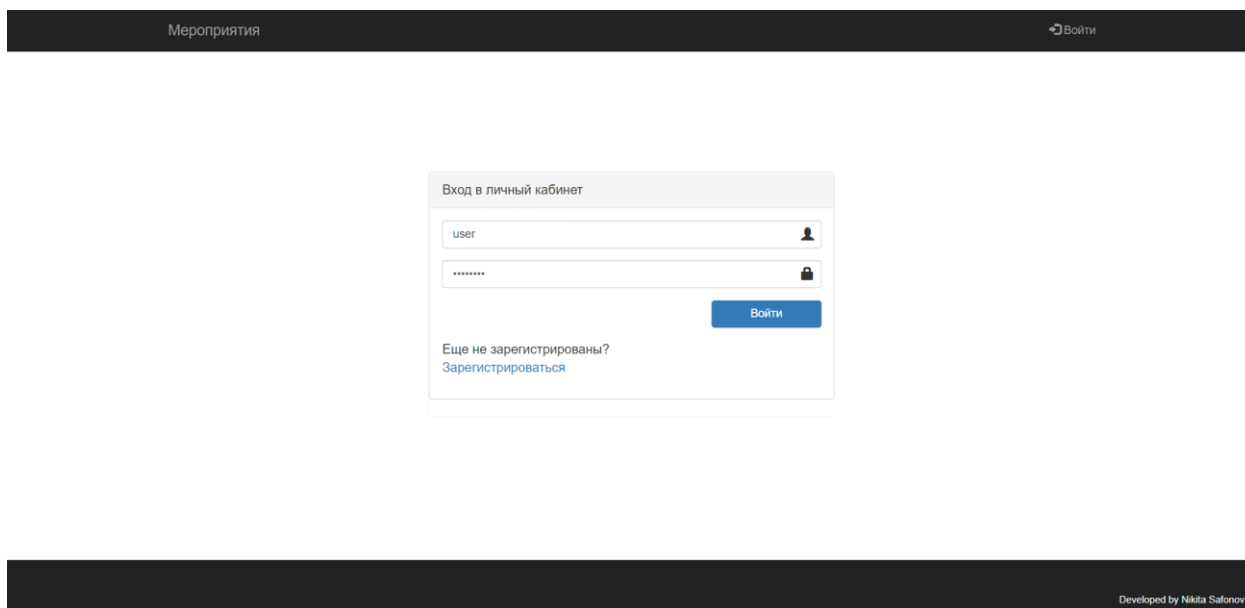 Мероприятия
Войти
Вход в личный кабинет
user
••••••••
Войти
Еще не зарегистрированы?
Зарегистрироваться
Developed by Nikita Safonov